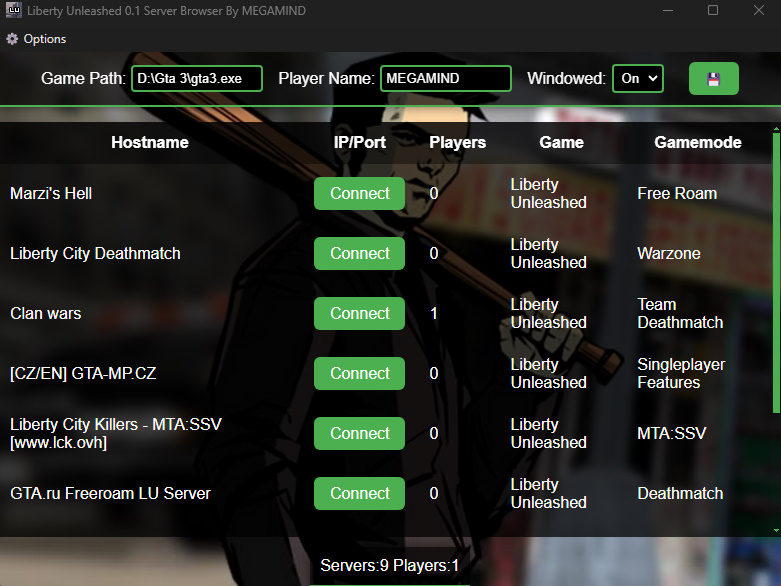 LU Liberty Unleashed 0.1 Server Browser By MEGAMIND
Options
Game Path: D:\Gta 3\gta3.exe Player Name: MEGAMIND Windowed: On
Hostname IP/Port Players Game Gamemode
Marzi's Hell Connect 0 Liberty Unleashed Free Roam
Liberty City Deathmatch Connect 0 Liberty Unleashed Warzone
Clan wars Connect 1 Liberty Unleashed Team Deathmatch
[CZ/EN] GTA-MP.CZ Connect 0 Liberty Unleashed Singleplayer Features
Liberty City Killers - MTA:SSV [www.lck.ovh] Connect 0 Liberty Unleashed MTA:SSV
GTA.ru Freeroam LU Server Connect 0 Liberty Unleashed Deathmatch
Servers:9 Players:1